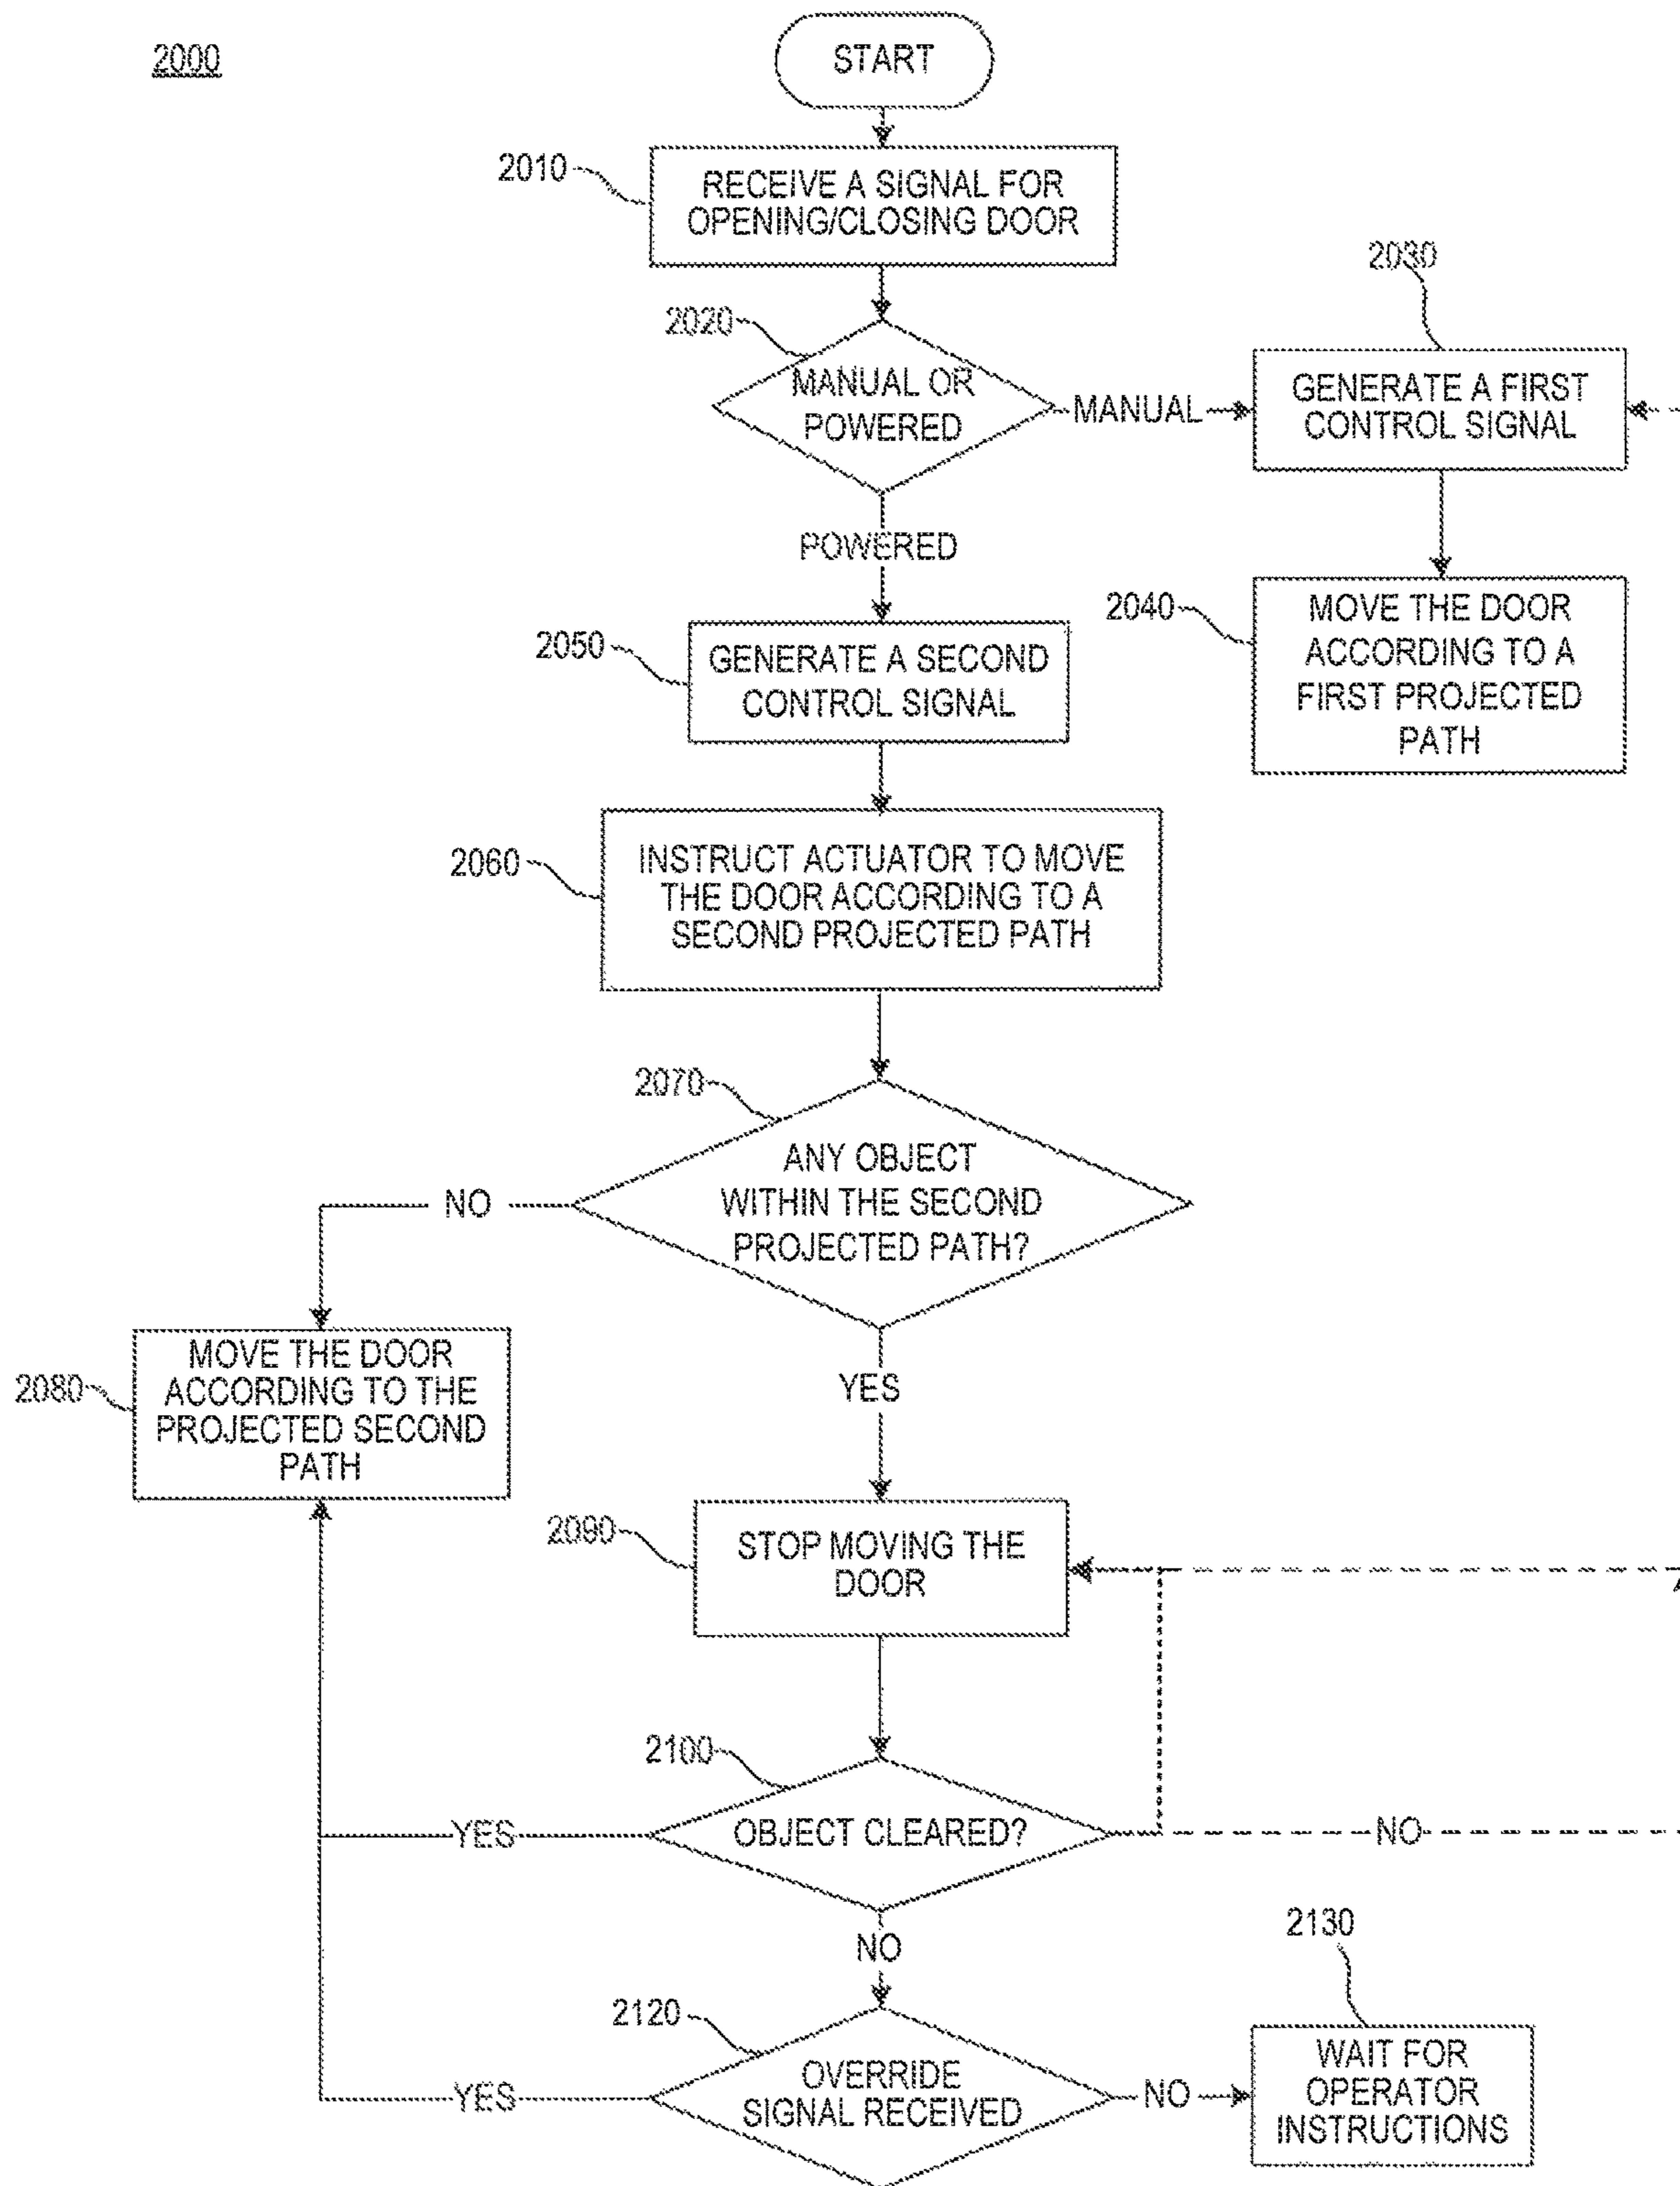 2000
START
2010
RECEIVE A SIGNAL FOR
OPENING/CLOSING DOOR
2020
MANUAL OR
POWERED
MANUAL
2030
GENERATE A FIRST
CONTROL SIGNAL
POWERED
2040
MOVE THE DOOR
ACCORDING TO A
FIRST PROJECTED
PATH
2050
GENERATE A SECOND
CONTROL SIGNAL
2060
INSTRUCT ACTUATOR TO MOVE
THE DOOR ACCORDING TO A
SECOND PROJECTED PATH
2070
ANY OBJECT
WITHIN THE SECOND
PROJECTED PATH?
NO
2080
MOVE THE DOOR
ACCORDING TO THE
PROJECTED SECOND
PATH
YES
2090
STOP MOVING THE
DOOR
2100
OBJECT CLEARED?
YES
NO
NO
2120
OVERRIDE
SIGNAL RECEIVED
YES
NO
2130
WAIT FOR
OPERATOR
INSTRUCTIONS